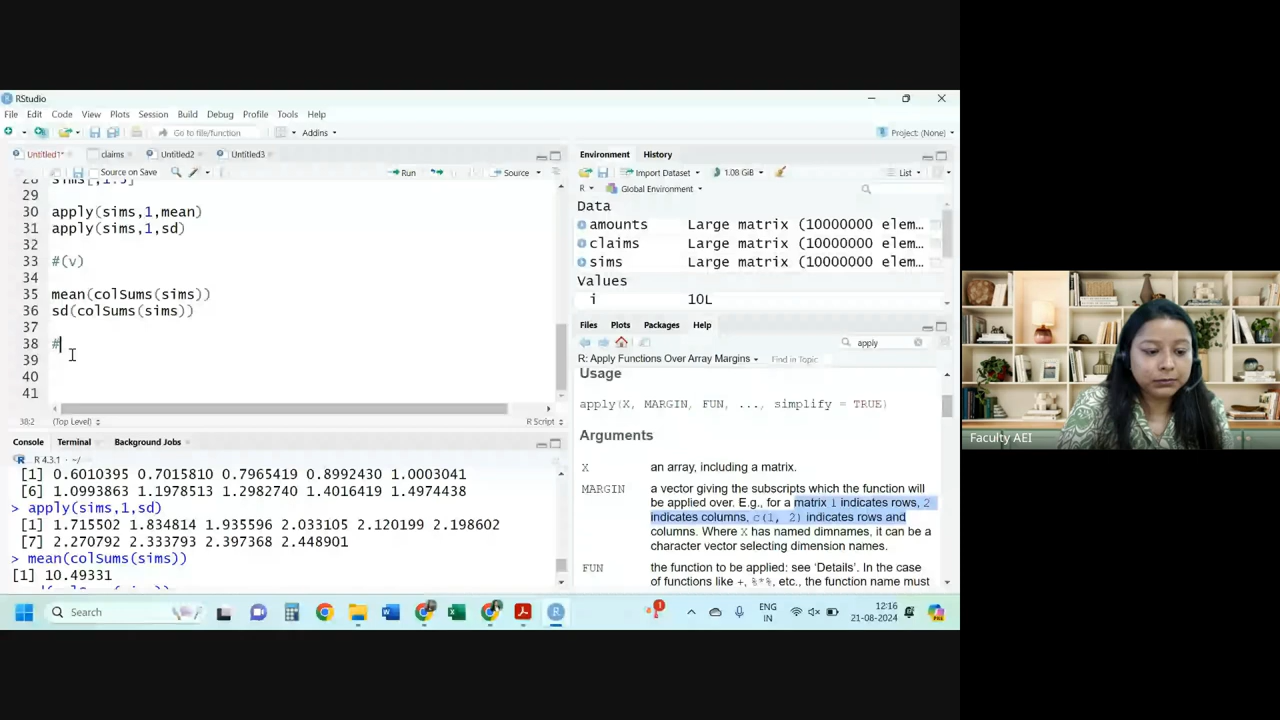 RStudio
File Edit Code View Plots Session Build Debug Profile Tools Help
Go to file/function Addins Project: (None)
Untitled1* claims Untitled2 Untitled3
Source on Save Run Source
29
30 apply(sims,1,mean)
31 apply(sims,1,sd)
32
33 #(v)
34
35 mean(colSums(sims))
36 sd(colSums(sims))
37
38 #
39
40
41
38:2 (Top Level) R Script
Console Terminal Background Jobs
R 4.3.1 · ~/
[1] 0.6010395 0.7015810 0.7965419 0.8992430 1.0003041
[6] 1.0993863 1.1978513 1.2982740 1.4016419 1.4974438
> apply(sims,1,sd)
[1] 1.715502 1.834814 1.935596 2.033105 2.120199 2.198602
[7] 2.270792 2.333793 2.397368 2.448901
> mean(colSums(sims))
[1] 10.49331
Environment History
Import Dataset 1.08 GiB List
R Global Environment
Data
amounts Large matrix (10000000 elem…
claims Large matrix (10000000 elem…
sims Large matrix (10000000 elem…
Values
i 10L
Files Plots Packages Help
apply
R: Apply Functions Over Array Margins Find in Topic
Usage
apply(X, MARGIN, FUN, ..., simplify = TRUE)
Arguments
X an array, including a matrix.
MARGIN a vector giving the subscripts which the function will
be applied over. E.g., for a matrix 1 indicates rows, 2
indicates columns, c(1, 2) indicates rows and
columns. Where X has named dimnames, it can be a
character vector selecting dimension names.
FUN the function to be applied: see ‘Details’. In the case
of functions like +, %*%, etc., the function name must
Search
ENG
IN
12:16
21-08-2024
Faculty AEI